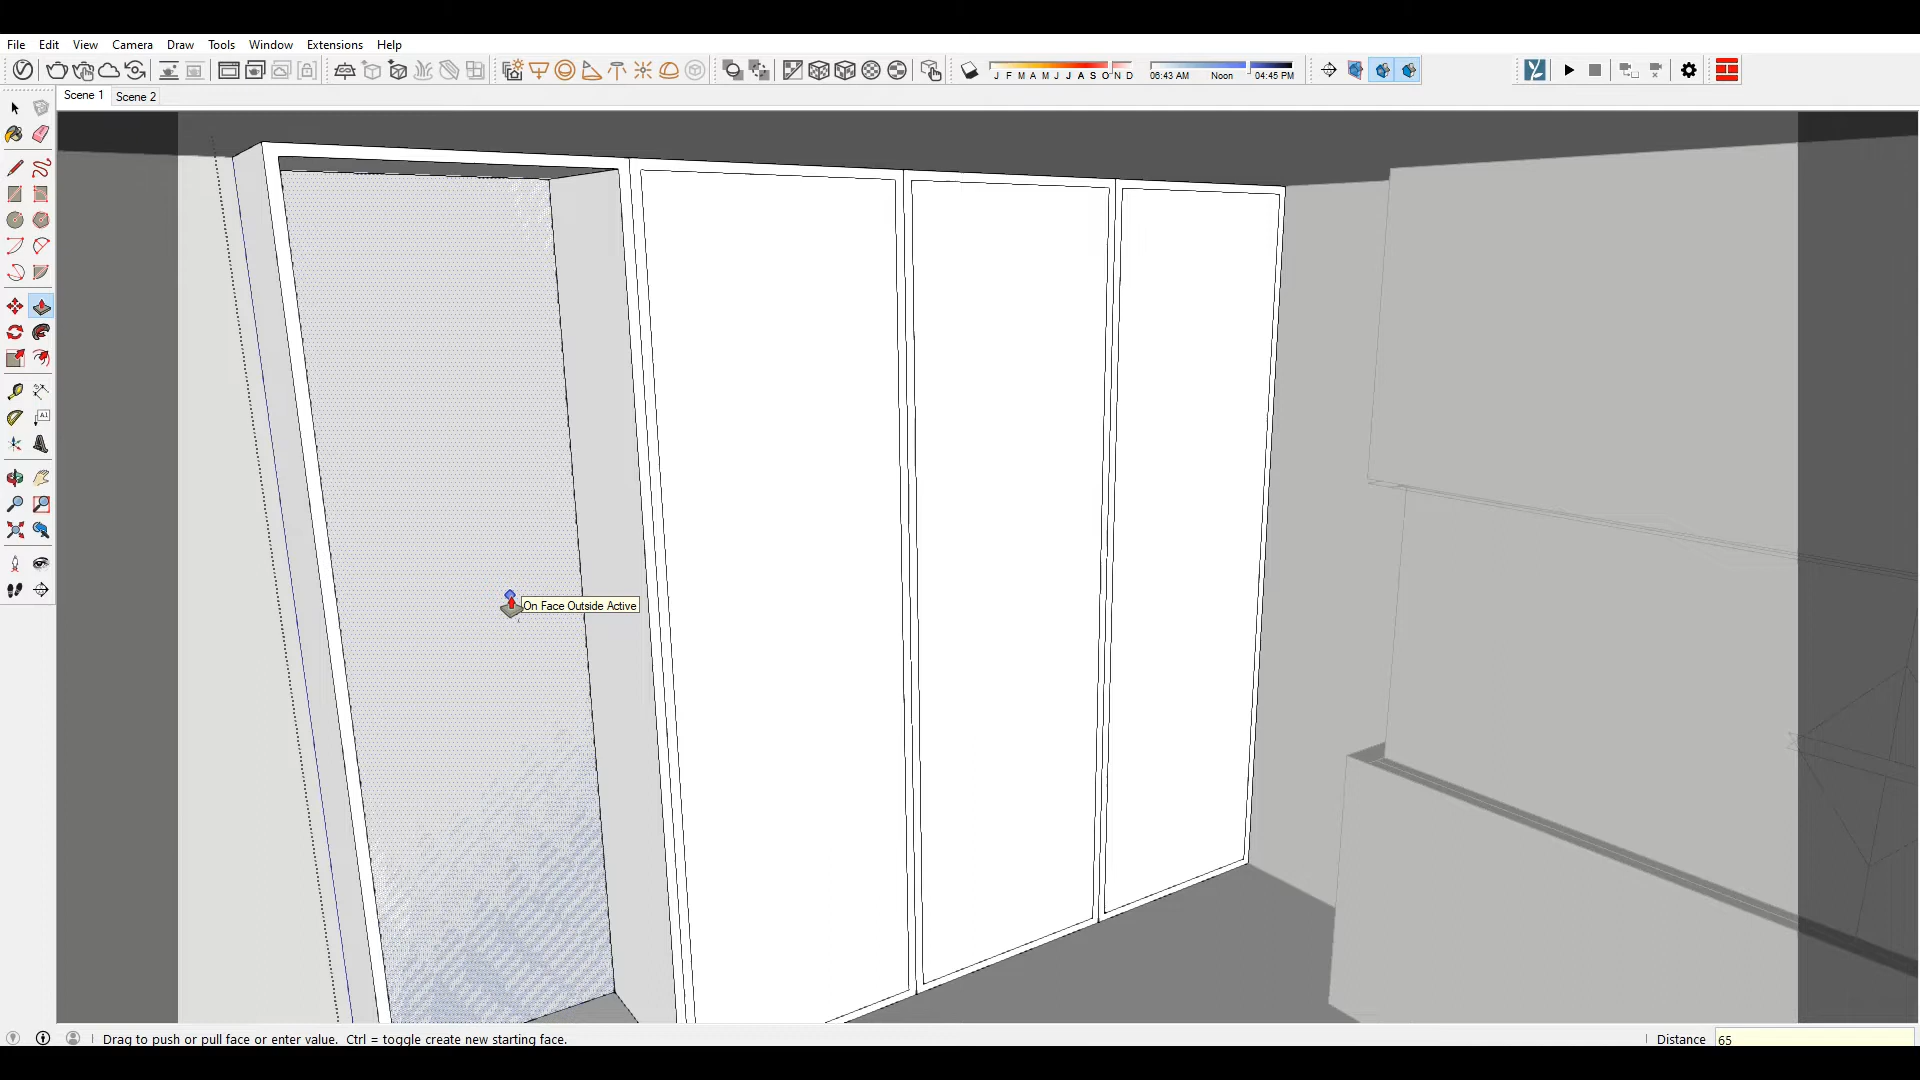 File Edit View Camera Draw Tools Window Extensions Help
J F M A M J J A S O N D
06:43 AM Noon 04:45 PM
Scene 1 Scene 2
A1
On Face Outside Active
Drag to push or pull face or enter value. Ctrl = toggle create new starting face.
Distance 65